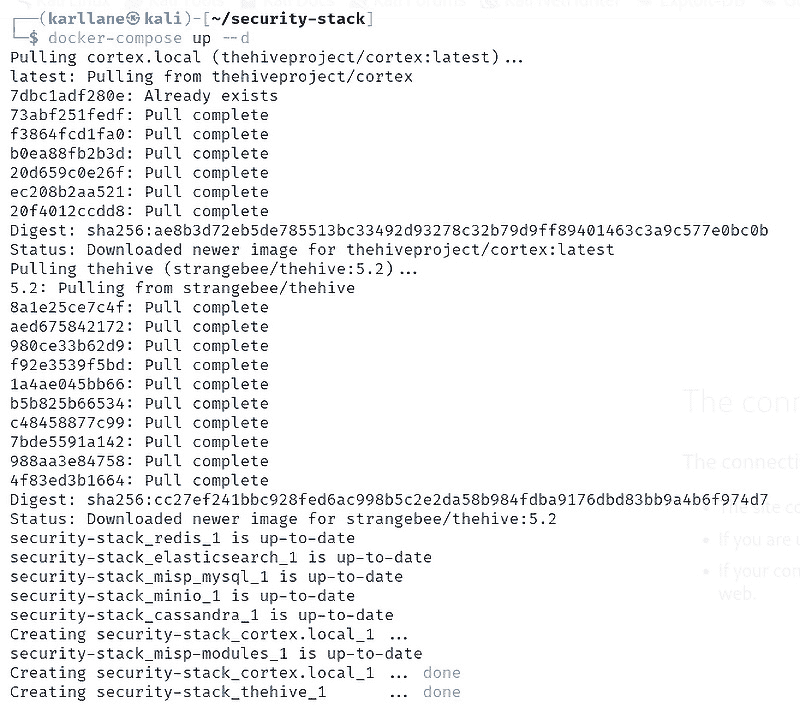 ┌──(karllane㉿kali)-[~/security-stack]
└─$ docker-compose up --d
Pulling cortex.local (thehiveproject/cortex:latest)...
latest: Pulling from thehiveproject/cortex
7dbc1adf280e: Already exists
73abf251fedf: Pull complete
f3864fcd1fa0: Pull complete
b0ea88fb2b3d: Pull complete
20d659c0e26f: Pull complete
ec208b2aa521: Pull complete
20f4012ccdd8: Pull complete
Digest: sha256:ae8b3d72eb5de785513bc33492d93278c32b79d9ff89401463c3a9c577e0bc0b
Status: Downloaded newer image for thehiveproject/cortex:latest
Pulling thehive (strangebee/thehive:5.2)...
5.2: Pulling from strangebee/thehive
8a1e25ce7c4f: Pull complete
aed675842172: Pull complete
980ce33b62d9: Pull complete
f92e3539f5bd: Pull complete
1a4ae045bb66: Pull complete
b5b825b66534: Pull complete
c48458877c99: Pull complete
7bde5591a142: Pull complete
988aa3e84758: Pull complete
4f83ed3b1664: Pull complete
Digest: sha256:cc27ef241bbc928fed6ac998b5c2e2da58b984fdba9176dbd83bb9a4b6f974d7
Status: Downloaded newer image for strangebee/thehive:5.2
security-stack_redis_1 is up-to-date
security-stack_elasticsearch_1 is up-to-date
security-stack_misp_mysql_1 is up-to-date
security-stack_minio_1 is up-to-date
security-stack_cassandra_1 is up-to-date
Creating security-stack_cortex.local_1 ...
security-stack_misp-modules_1 is up-to-date
Creating security-stack_cortex.local_1 ... done
Creating security-stack_thehive_1 ... done
The conn
The connecti
The site co
If you are u
If your con
web.